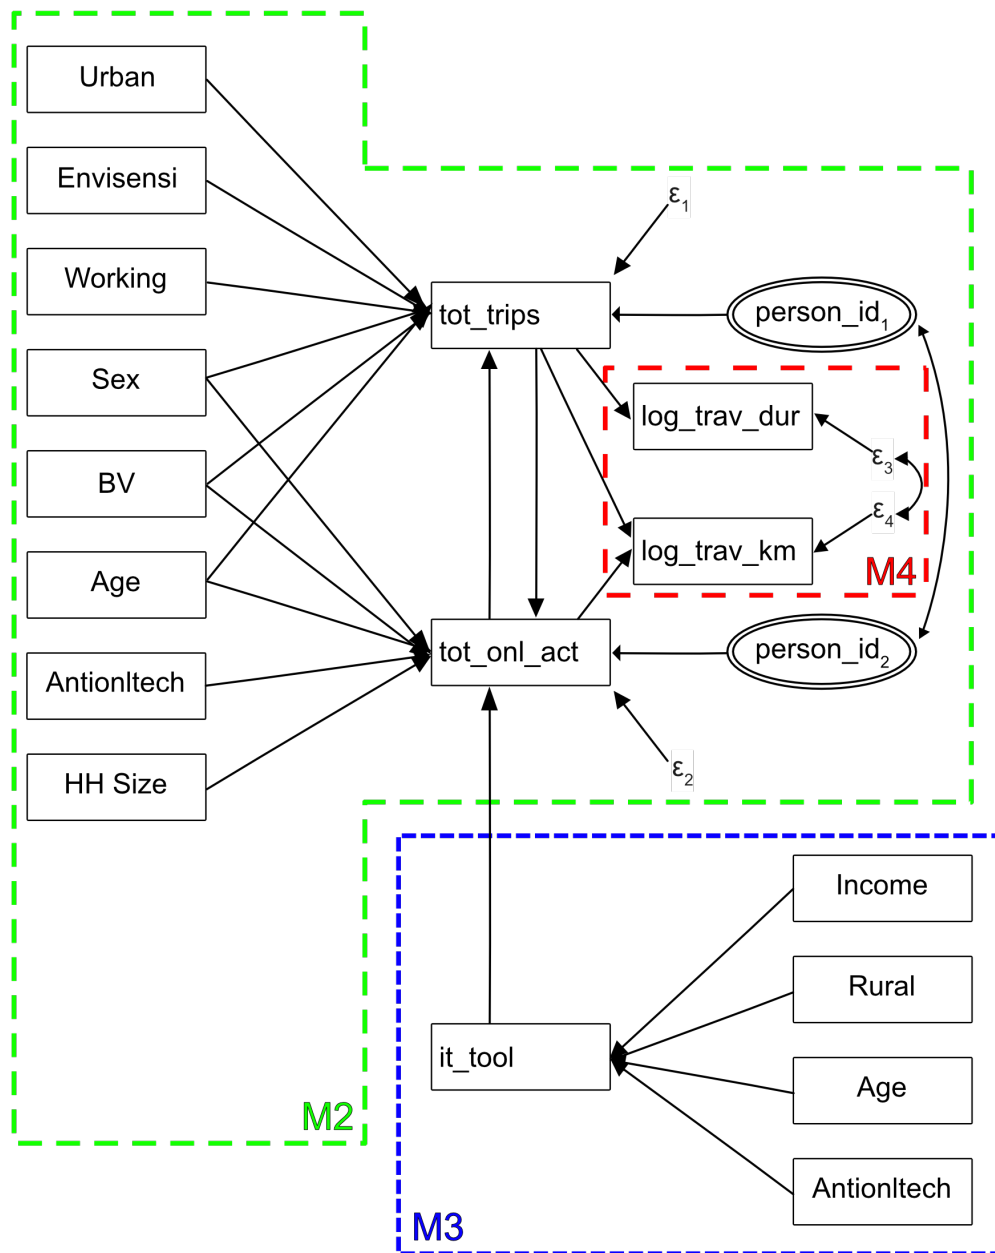 Urban
Envisensi
Working
Sex
BV
Age
Antionltech
HH Size
M2
ε1
tot_trips
person_id1
log_trav_dur
ε3
ε4
log_trav_km
M4
tot_onl_act
person_id2
ε2
Income
Rural
it_tool
Age
Antionltech
M3